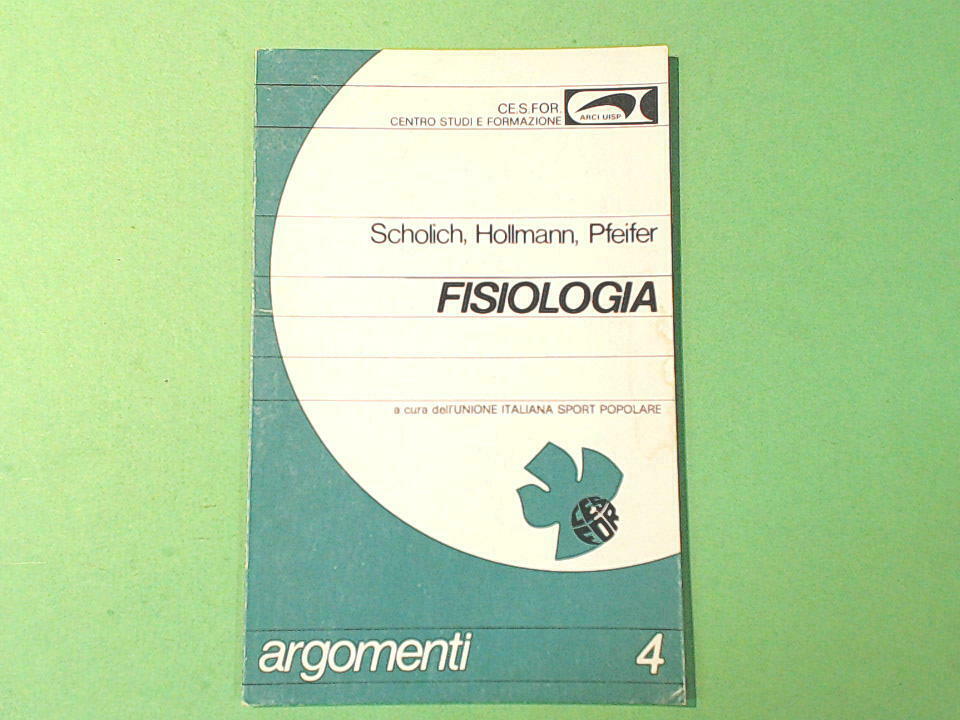 CE.S.FOR.
CENTRO STUDI E FORMAZIONE
ARCI UISP
Scholich, Hollmann, Pfeifer
FISIOLOGIA
a cura dell'UNIONE ITALIANA SPORT POPOLARE
CES
FOR
argomenti 4